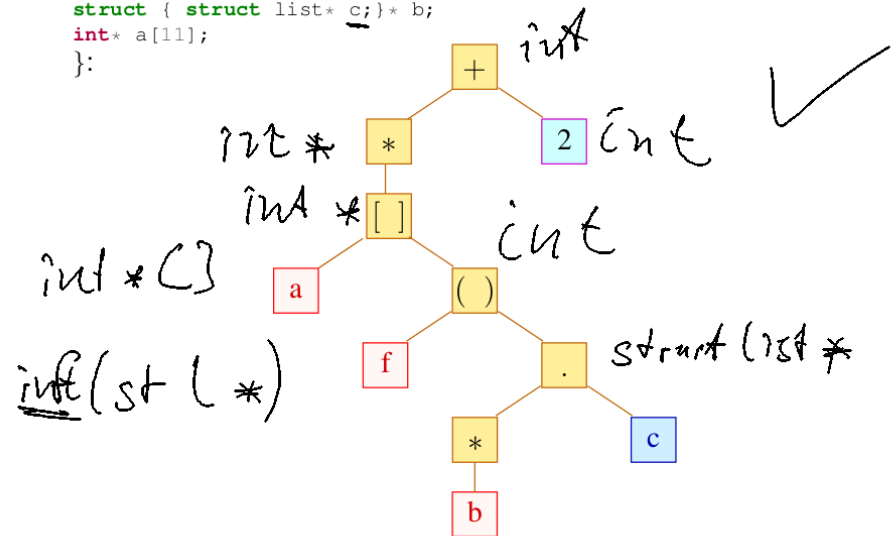 struct { struct list* c;}* b;
int* a[11];
}:
+ int
int * * 2 int
int * [ ] int
int * [] a ( )
int(st l *) f . struct list *
* c
b